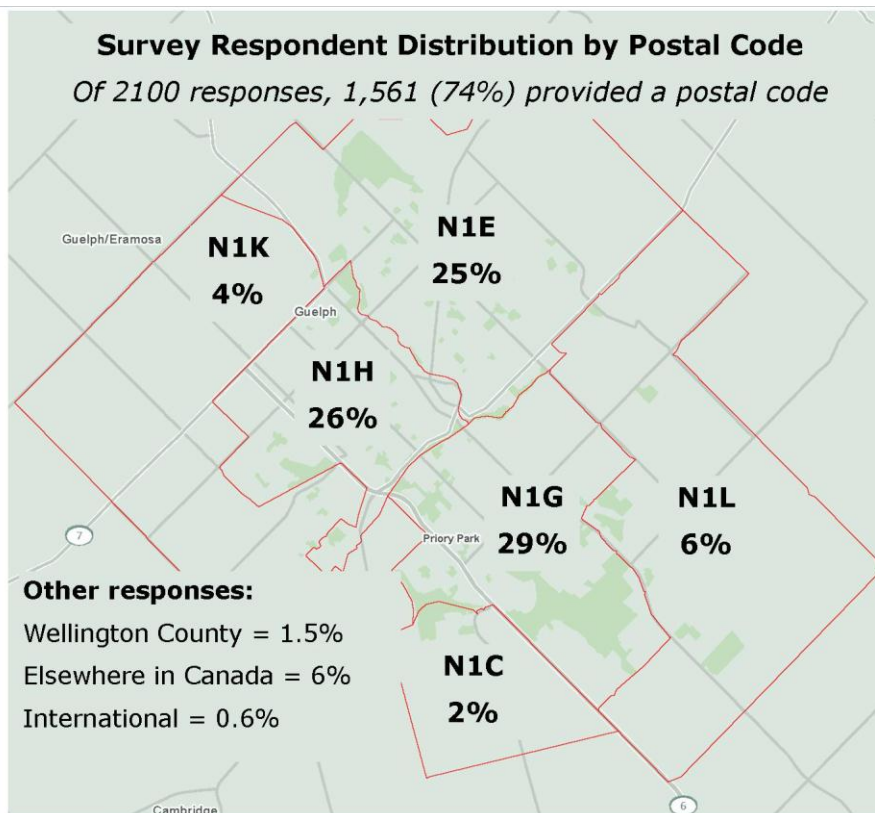 Survey Respondent Distribution by Postal Code
Of 2100 responses, 1,561 (74%) provided a postal code
Guelph/Eramosa
N1K
4%
N1E
25%
Guelph
N1H
26%
7
N1G
29%
N1L
6%
Priory Park
Other responses:
Wellington County = 1.5%
Elsewhere in Canada = 6%
International = 0.6%
N1C
2%
Cambridge
6